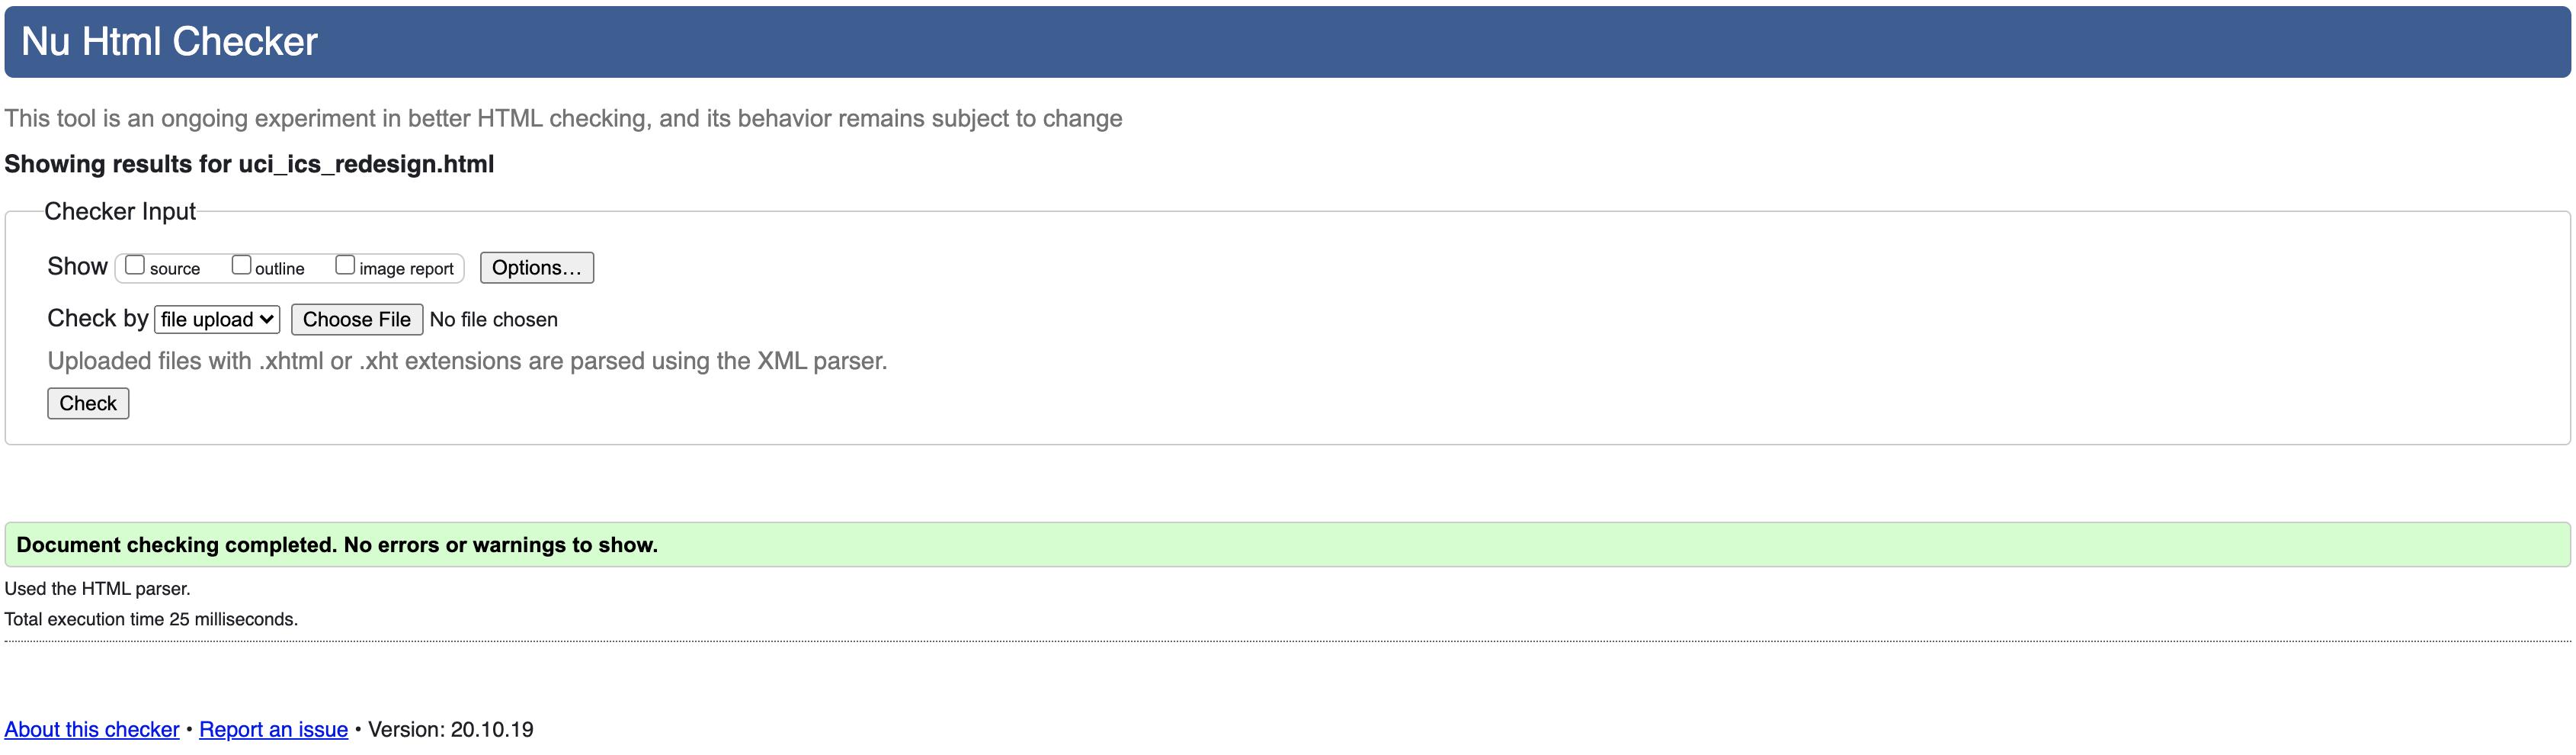 Nu Html Checker
This tool is an ongoing experiment in better HTML checking, and its behavior remains subject to change
Showing results for uci_ics_redesign.html
Checker Input
Show source outline image report Options...
Check by file upload Choose File No file chosen
Uploaded files with .xhtml or .xht extensions are parsed using the XML parser.
Check
Document checking completed. No errors or warnings to show.
Used the HTML parser.
Total execution time 25 milliseconds.
About this checker • Report an issue • Version: 20.10.19